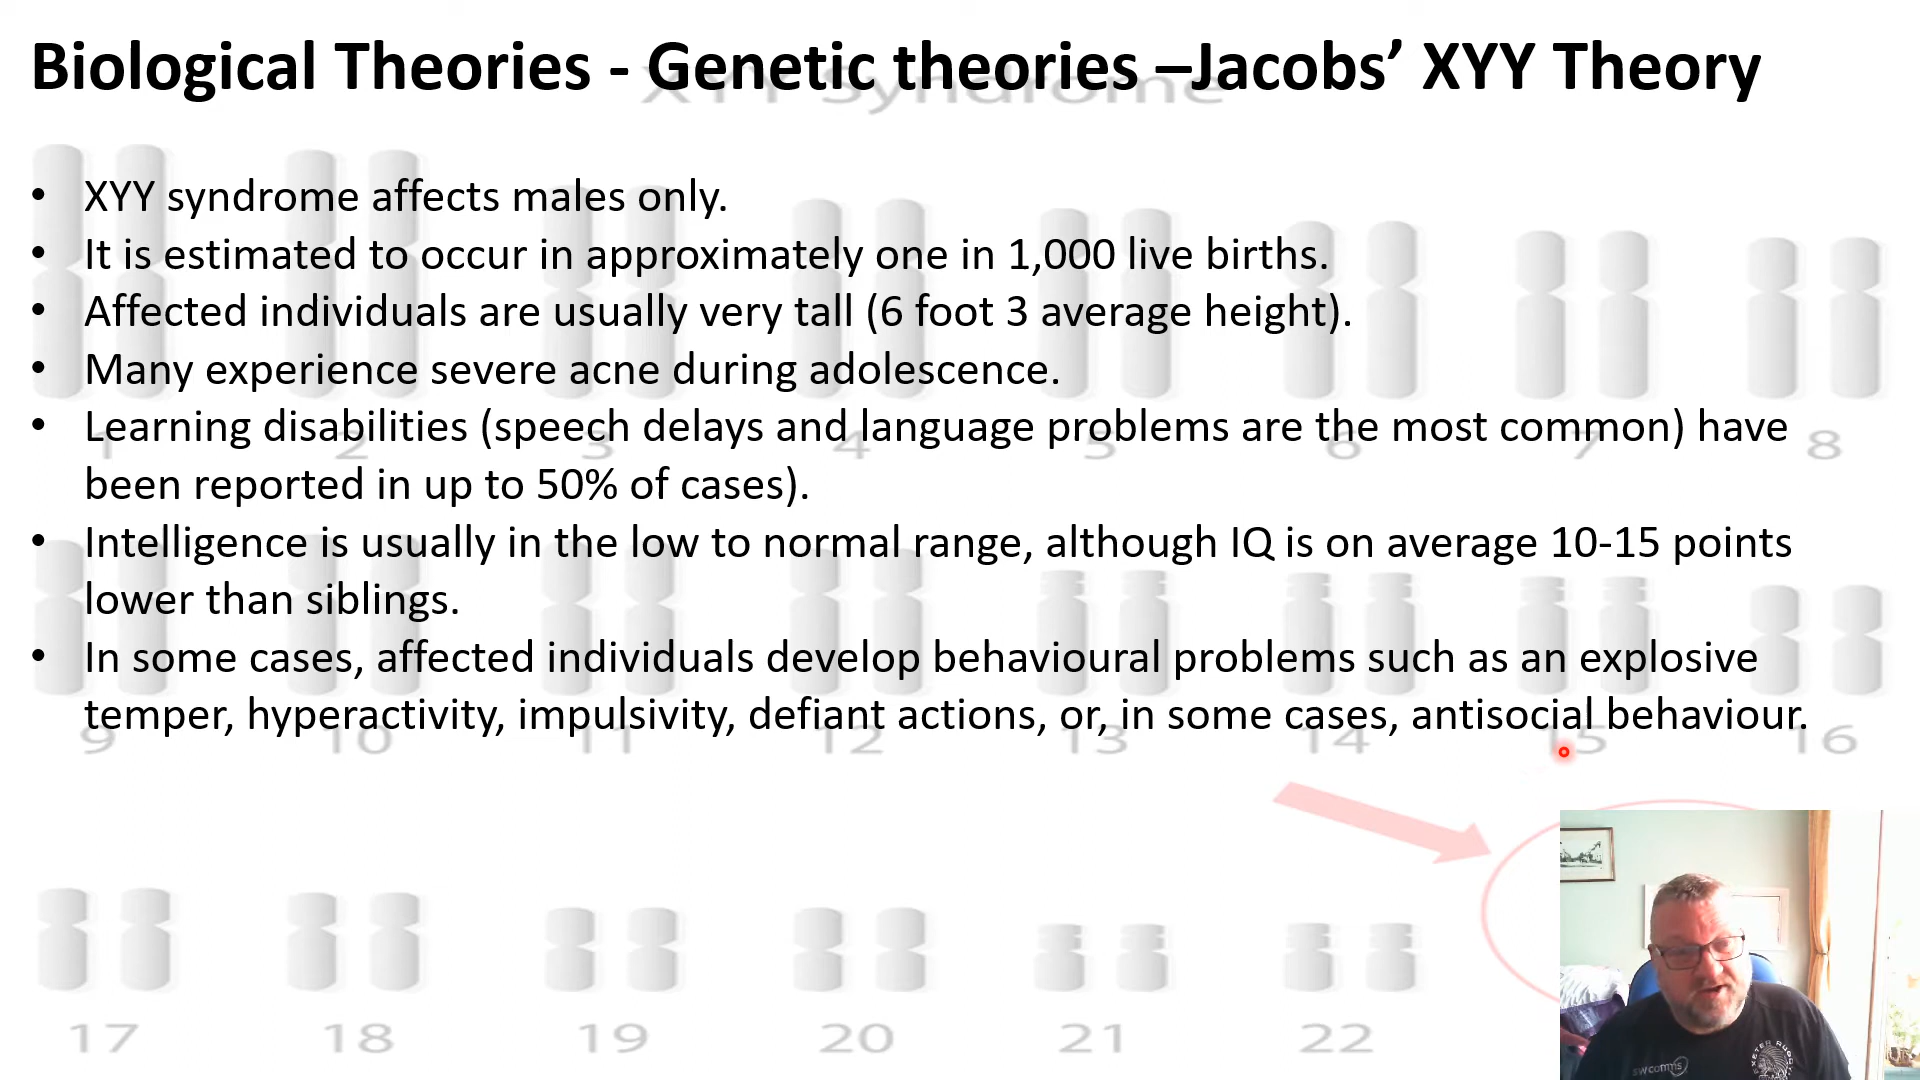 Biological Theories - Genetic theories –Jacobs’ XYY Theory
XYY Syndrome
• XYY syndrome affects males only.
• It is estimated to occur in approximately one in 1,000 live births.
• Affected individuals are usually very tall (6 foot 3 average height).
• Many experience severe acne during adolescence.
• Learning disabilities (speech delays and language problems are the most common) have
been reported in up to 50% of cases).
1 2 3 4 5 6 7 8
• Intelligence is usually in the low to normal range, although IQ is on average 10-15 points
lower than siblings.
• In some cases, affected individuals develop behavioural problems such as an explosive
temper, hyperactivity, impulsivity, defiant actions, or, in some cases, antisocial behaviour.
9 10 11 12 13 14 15 16
17 18 19 20 21 22
swcomms
EXETER RUGBY